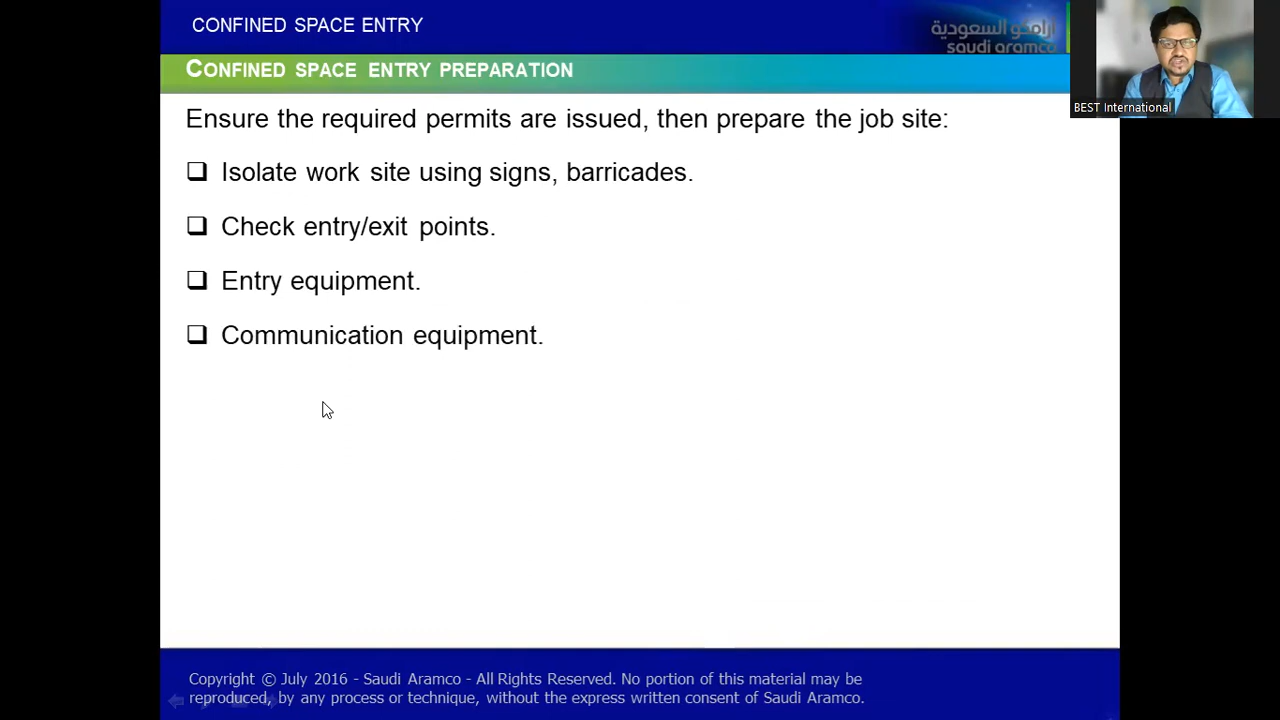 CONFINED SPACE ENTRY
أرامكو السعودية
saudi aramco
CONFINED SPACE ENTRY PREPARATION
BEST International
Ensure the required permits are issued, then prepare the job site:
❑ Isolate work site using signs, barricades.
❑ Check entry/exit points.
❑ Entry equipment.
❑ Communication equipment.
Copyright © July 2016 - Saudi Aramco - All Rights Reserved. No portion of this material may be
reproduced, by any process or technique, without the express written consent of Saudi Aramco.